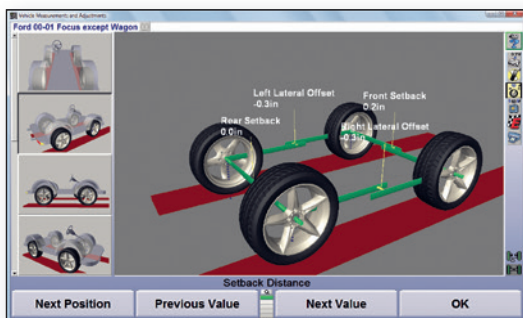 Vehicle Measurements and Adjustments
Ford 00-01 Focus except Wagon
Left Lateral Offset
-0.3in
Front Setback
0.2in
Rear Setback
0.0in
Right Lateral Offset
-0.3in
Setback Distance
Next Position
Previous Value
Next Value
OK